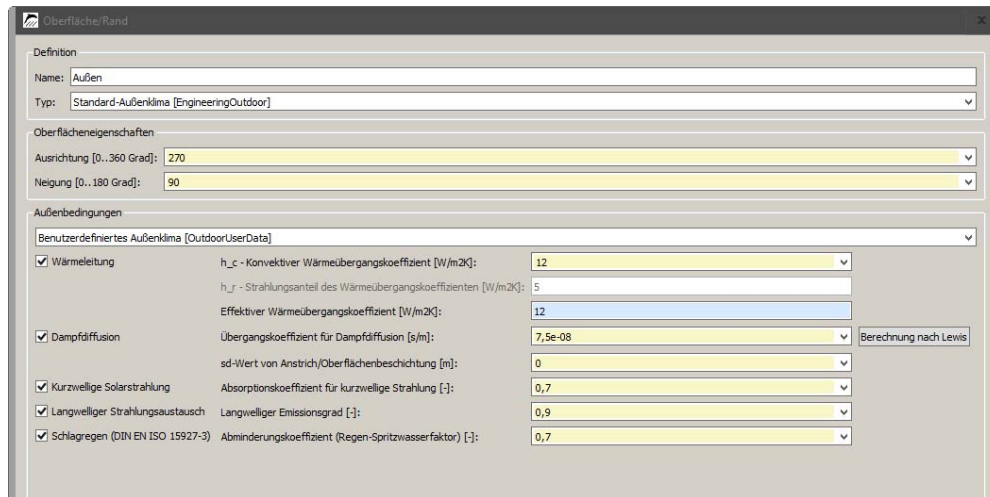 Oberfläche/Rand
Definition
Name: Außen
Typ: Standard-Außenklima [EngineeringOutdoor]
Oberflächeneigenschaften
Ausrichtung [0..360 Grad]: 270
Neigung [0..180 Grad]: 90
Außenbedingungen
Benutzerdefiniertes Außenklima [OutdoorUserData]
Wärmeleitung h_c - Konvektiver Wärmeübergangskoeffizient [W/m2K]: 12
h_r - Strahlungsanteil des Wärmeübergangskoeffizienten [W/m2K]: 5
Effektiver Wärmeübergangskoeffizient [W/m2K]: 12
Dampfdiffusion Übergangskoeffizient für Dampfdiffusion [s/m]: 7,5e-08 Berechnung nach Lewis
sd-Wert von Anstrich/Oberflächenbeschichtung [m]: 0
Kurzwellige Solarstrahlung Absorptionskoeffizient für kurzwellige Strahlung [-]: 0,7
Langwelliger Strahlungsaustausch Langwelliger Emissionsgrad [-]: 0,9
Schlagregen (DIN EN ISO 15927-3) Abminderungskoeffizient (Regen-Spritzwasserfaktor) [-]: 0,7